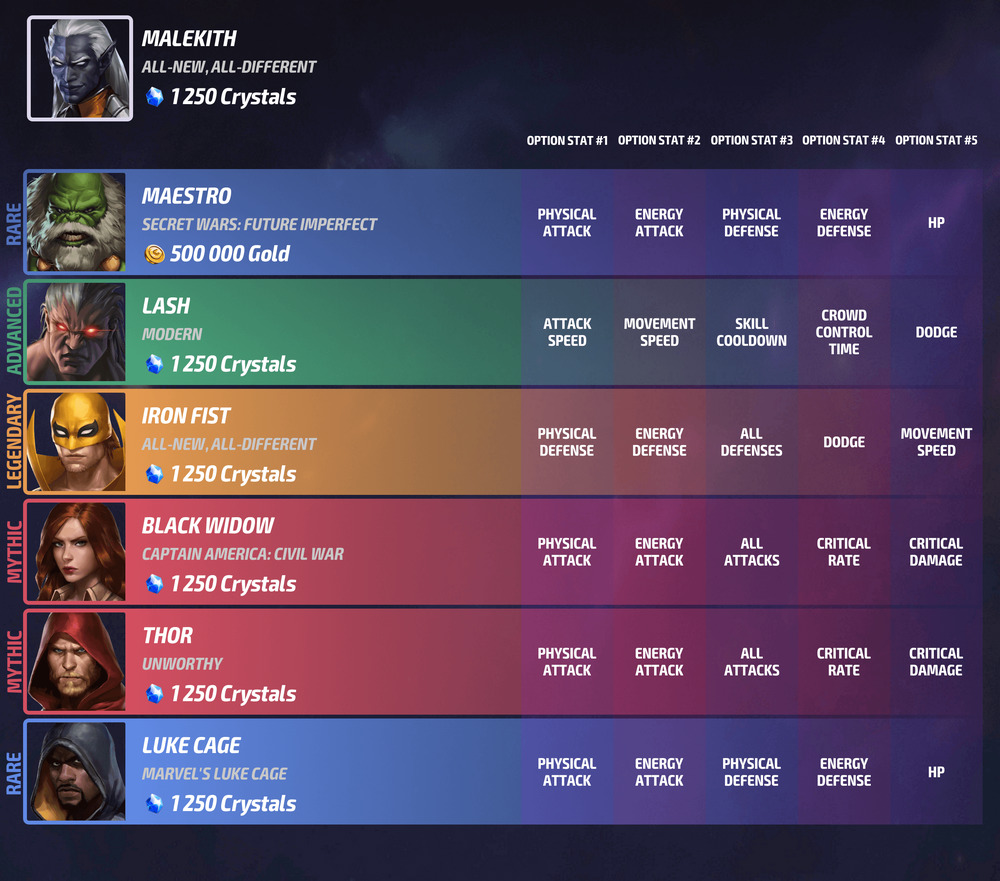 MALEKITH
ALL-NEW, ALL-DIFFERENT
1 250 Crystals
OPTION STAT #1 OPTION STAT #2 OPTION STAT #3 OPTION STAT #4 OPTION STAT #5
RARE
MAESTRO
SECRET WARS: FUTURE IMPERFECT
500 000 Gold
PHYSICAL
ATTACK
ENERGY
ATTACK
PHYSICAL
DEFENSE
ENERGY
DEFENSE
HP
ADVANCED
LASH
MODERN
1 250 Crystals
ATTACK
SPEED
MOVEMENT
SPEED
SKILL
COOLDOWN
CROWD
CONTROL
TIME
DODGE
LEGENDARY
IRON FIST
ALL-NEW, ALL-DIFFERENT
1 250 Crystals
PHYSICAL
DEFENSE
ENERGY
DEFENSE
ALL
DEFENSES
DODGE
MOVEMENT
SPEED
MYTHIC
BLACK WIDOW
CAPTAIN AMERICA: CIVIL WAR
1 250 Crystals
PHYSICAL
ATTACK
ENERGY
ATTACK
ALL
ATTACKS
CRITICAL
RATE
CRITICAL
DAMAGE
MYTHIC
THOR
UNWORTHY
1 250 Crystals
PHYSICAL
ATTACK
ENERGY
ATTACK
ALL
ATTACKS
CRITICAL
RATE
CRITICAL
DAMAGE
RARE
LUKE CAGE
MARVEL'S LUKE CAGE
1 250 Crystals
PHYSICAL
ATTACK
ENERGY
ATTACK
PHYSICAL
DEFENSE
ENERGY
DEFENSE
HP